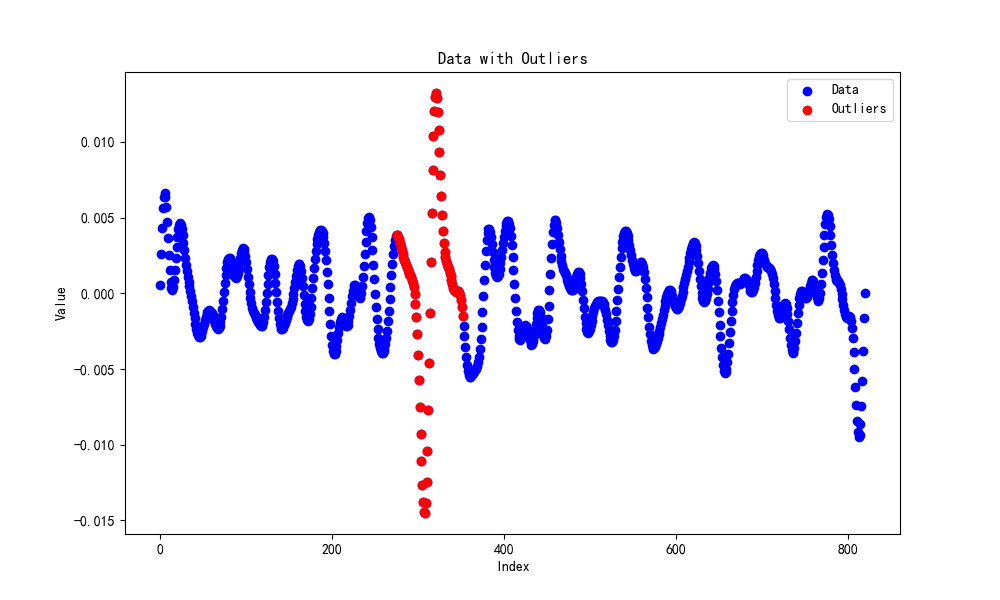 Data with Outliers
Data
Outliers
0.010
0.005
0.000
−0.005
−0.010
−0.015
Value
0 200 400 600 800
Index